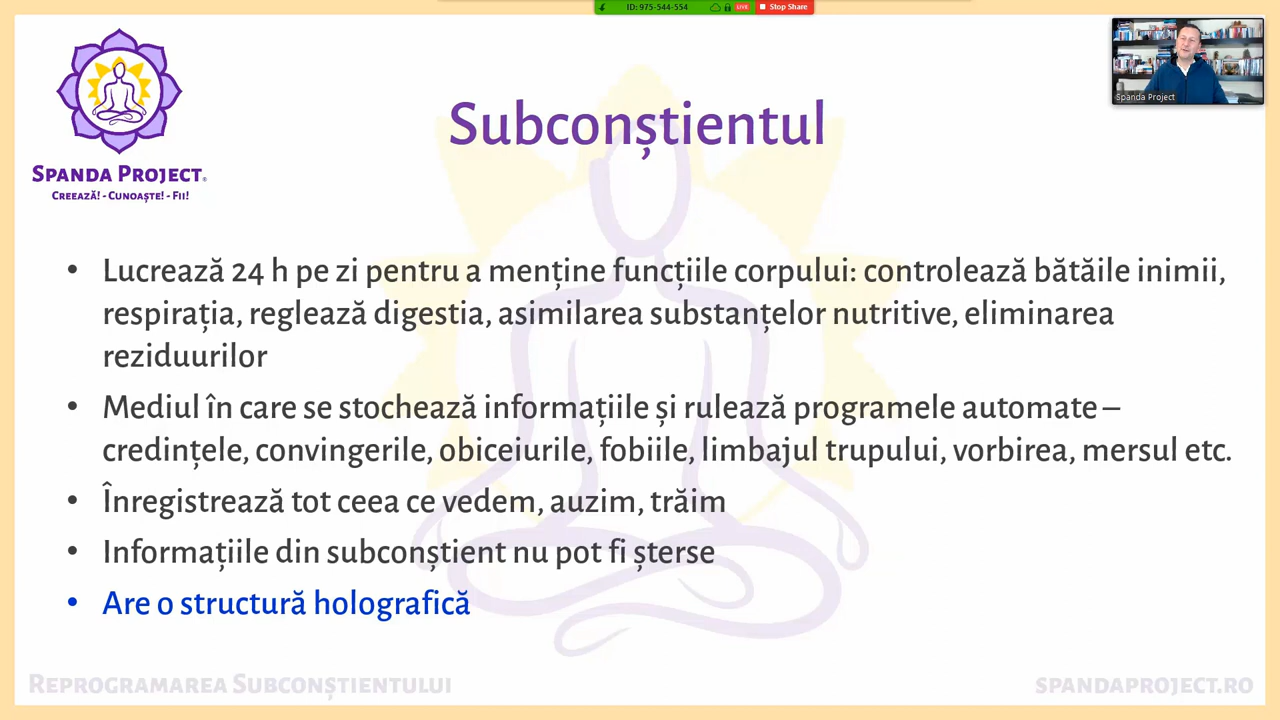 ID: 975-544-554
LIVE
Stop Share
Spanda Project
SPANDA PROJECT®
CREEAZĂ! - CUNOAȘTE! - FII!
Subconștientul
• Lucrează 24 h pe zi pentru a menține funcțiile corpului: controlează bătăile inimii,
respirația, reglează digestia, asimilarea substanțelor nutritive, eliminarea
reziduurilor
• Mediul în care se stochează informațiile și rulează programele automate –
credințele, convingerile, obiceiurile, fobiile, limbajul trupului, vorbirea, mersul etc.
• Înregistrează tot ceea ce vedem, auzim, trăim
• Informațiile din subconștient nu pot fi șterse
• Are o structură holografică
REPROGRAMAREA SUBCONȘTIENTULUI
SPANDAPROJECT.RO